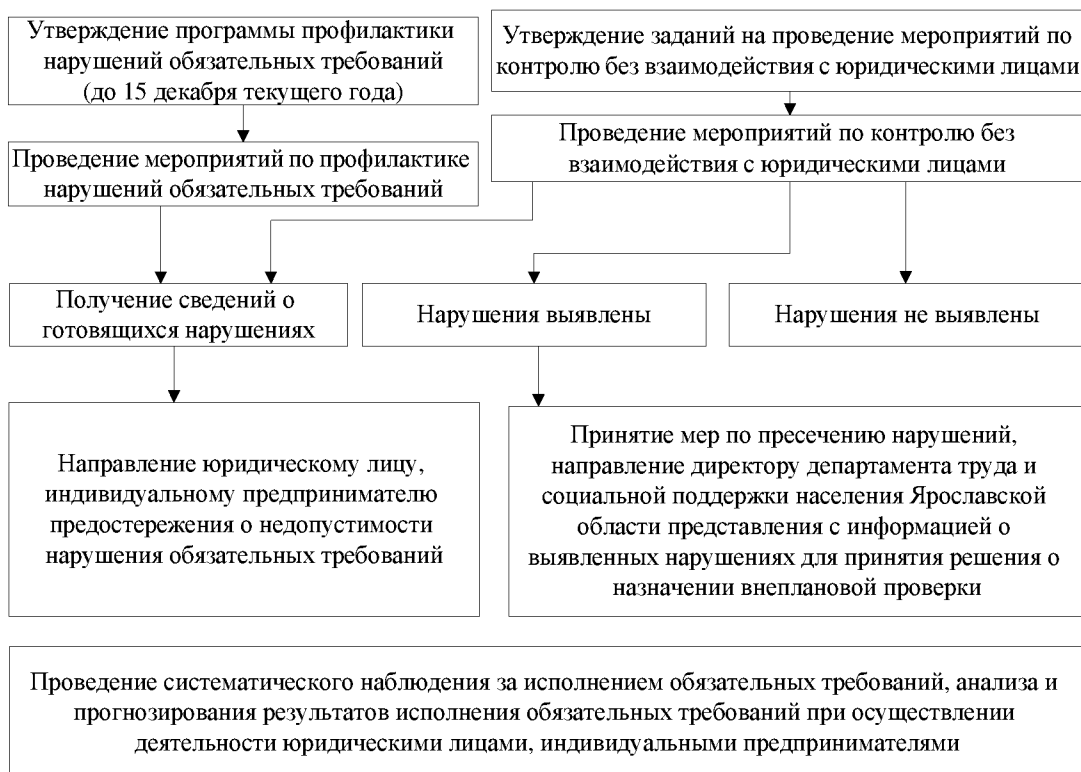 Утверждение программы профилактики
нарушений обязательных требований
(до 15 декабря текущего года)
Утверждение заданий на проведение мероприятий по
контролю без взаимодействия с юридическими лицами
Проведение мероприятий по профилактике
нарушений обязательных требований
Проведение мероприятий по контролю без
взаимодействия с юридическими лицами
Получение сведений о
готовящихся нарушениях
Нарушения выявлены
Нарушения не выявлены
Направление юридическому лицу,
индивидуальному предпринимателю
предостережения о недопустимости
нарушения обязательных требований
Принятие мер по пресечению нарушений,
направление директору департамента труда и
социальной поддержки населения Ярославской
области представления с информацией о
выявленных нарушениях для принятия решения о
назначении внеплановой проверки
Проведение систематического наблюдения за исполнением обязательных требований, анализа и
прогнозирования результатов исполнения обязательных требований при осуществлении
деятельности юридическими лицами, индивидуальными предпринимателями